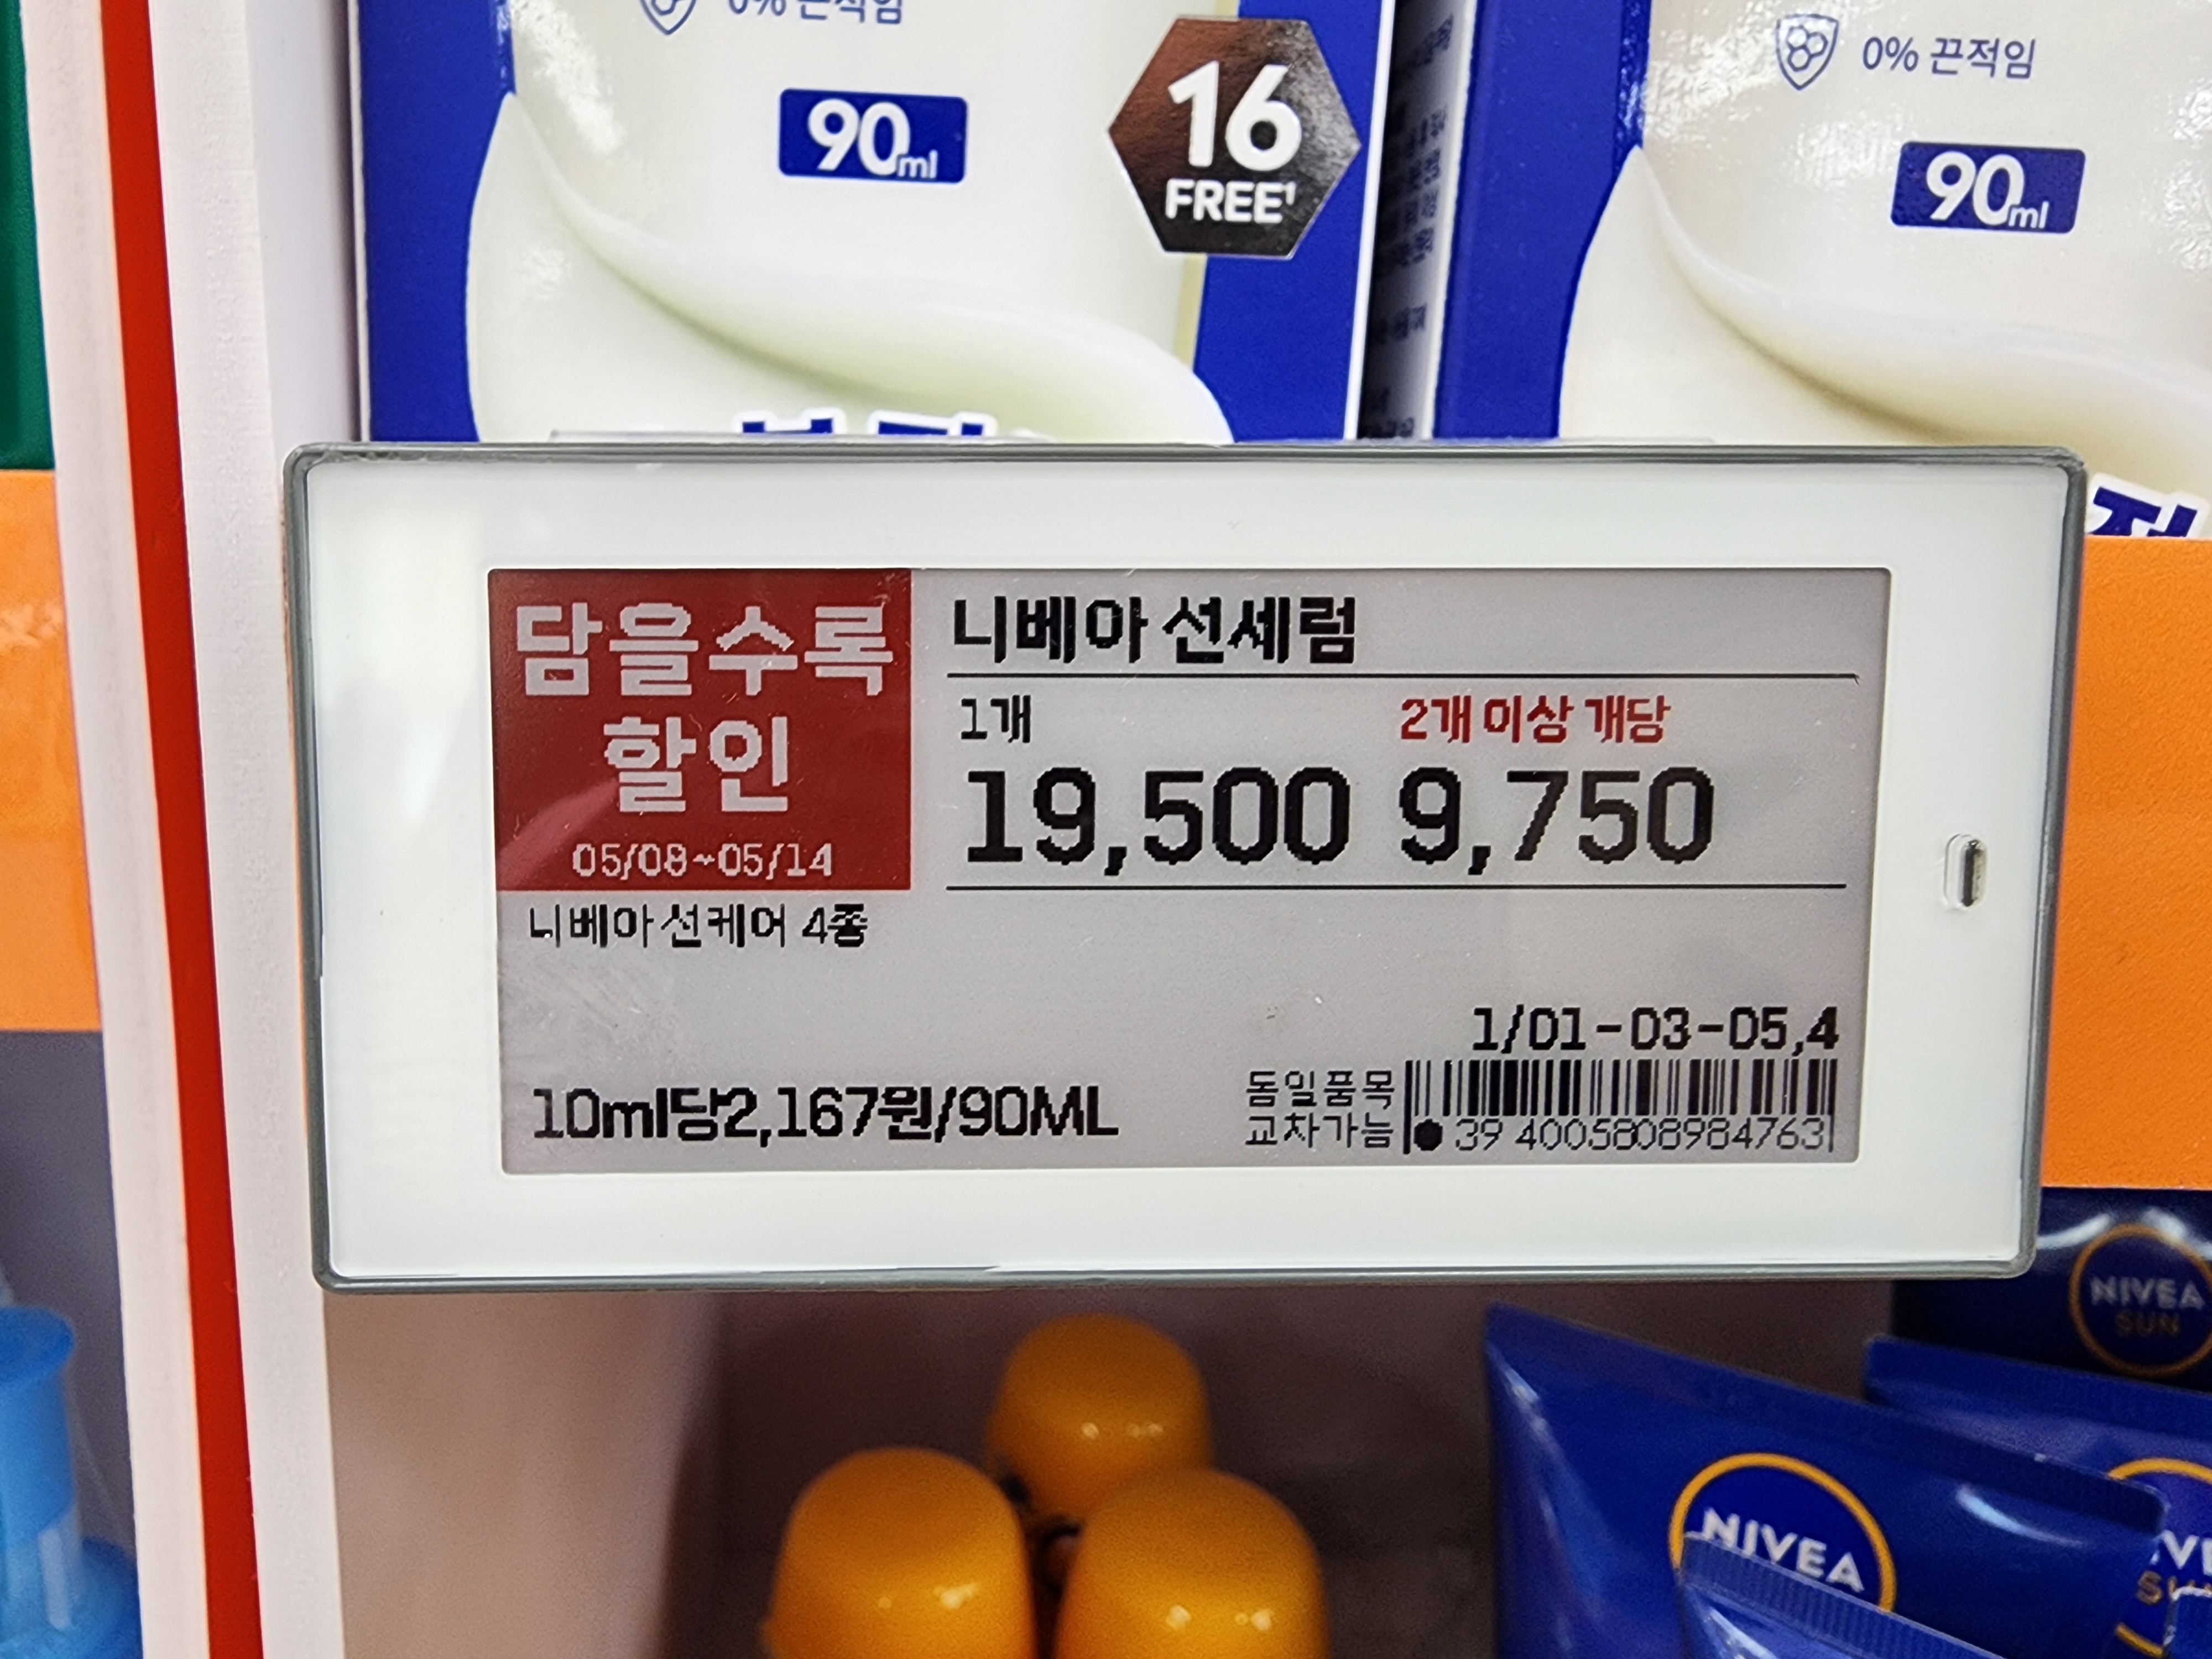 0% 끈적임
90ml
16
FREE¹
0% 끈적임
90ml
담을수록
할인
05/08~05/14
니베아 선세럼
1개
2개 이상 개당
19,500 9,750
니베아 선케어 4종
1/01-03-05,4
10ml당2,167원/90ML
동일품목
교차가능
39 4005808984763
NIVEA
SUN
NIVEA